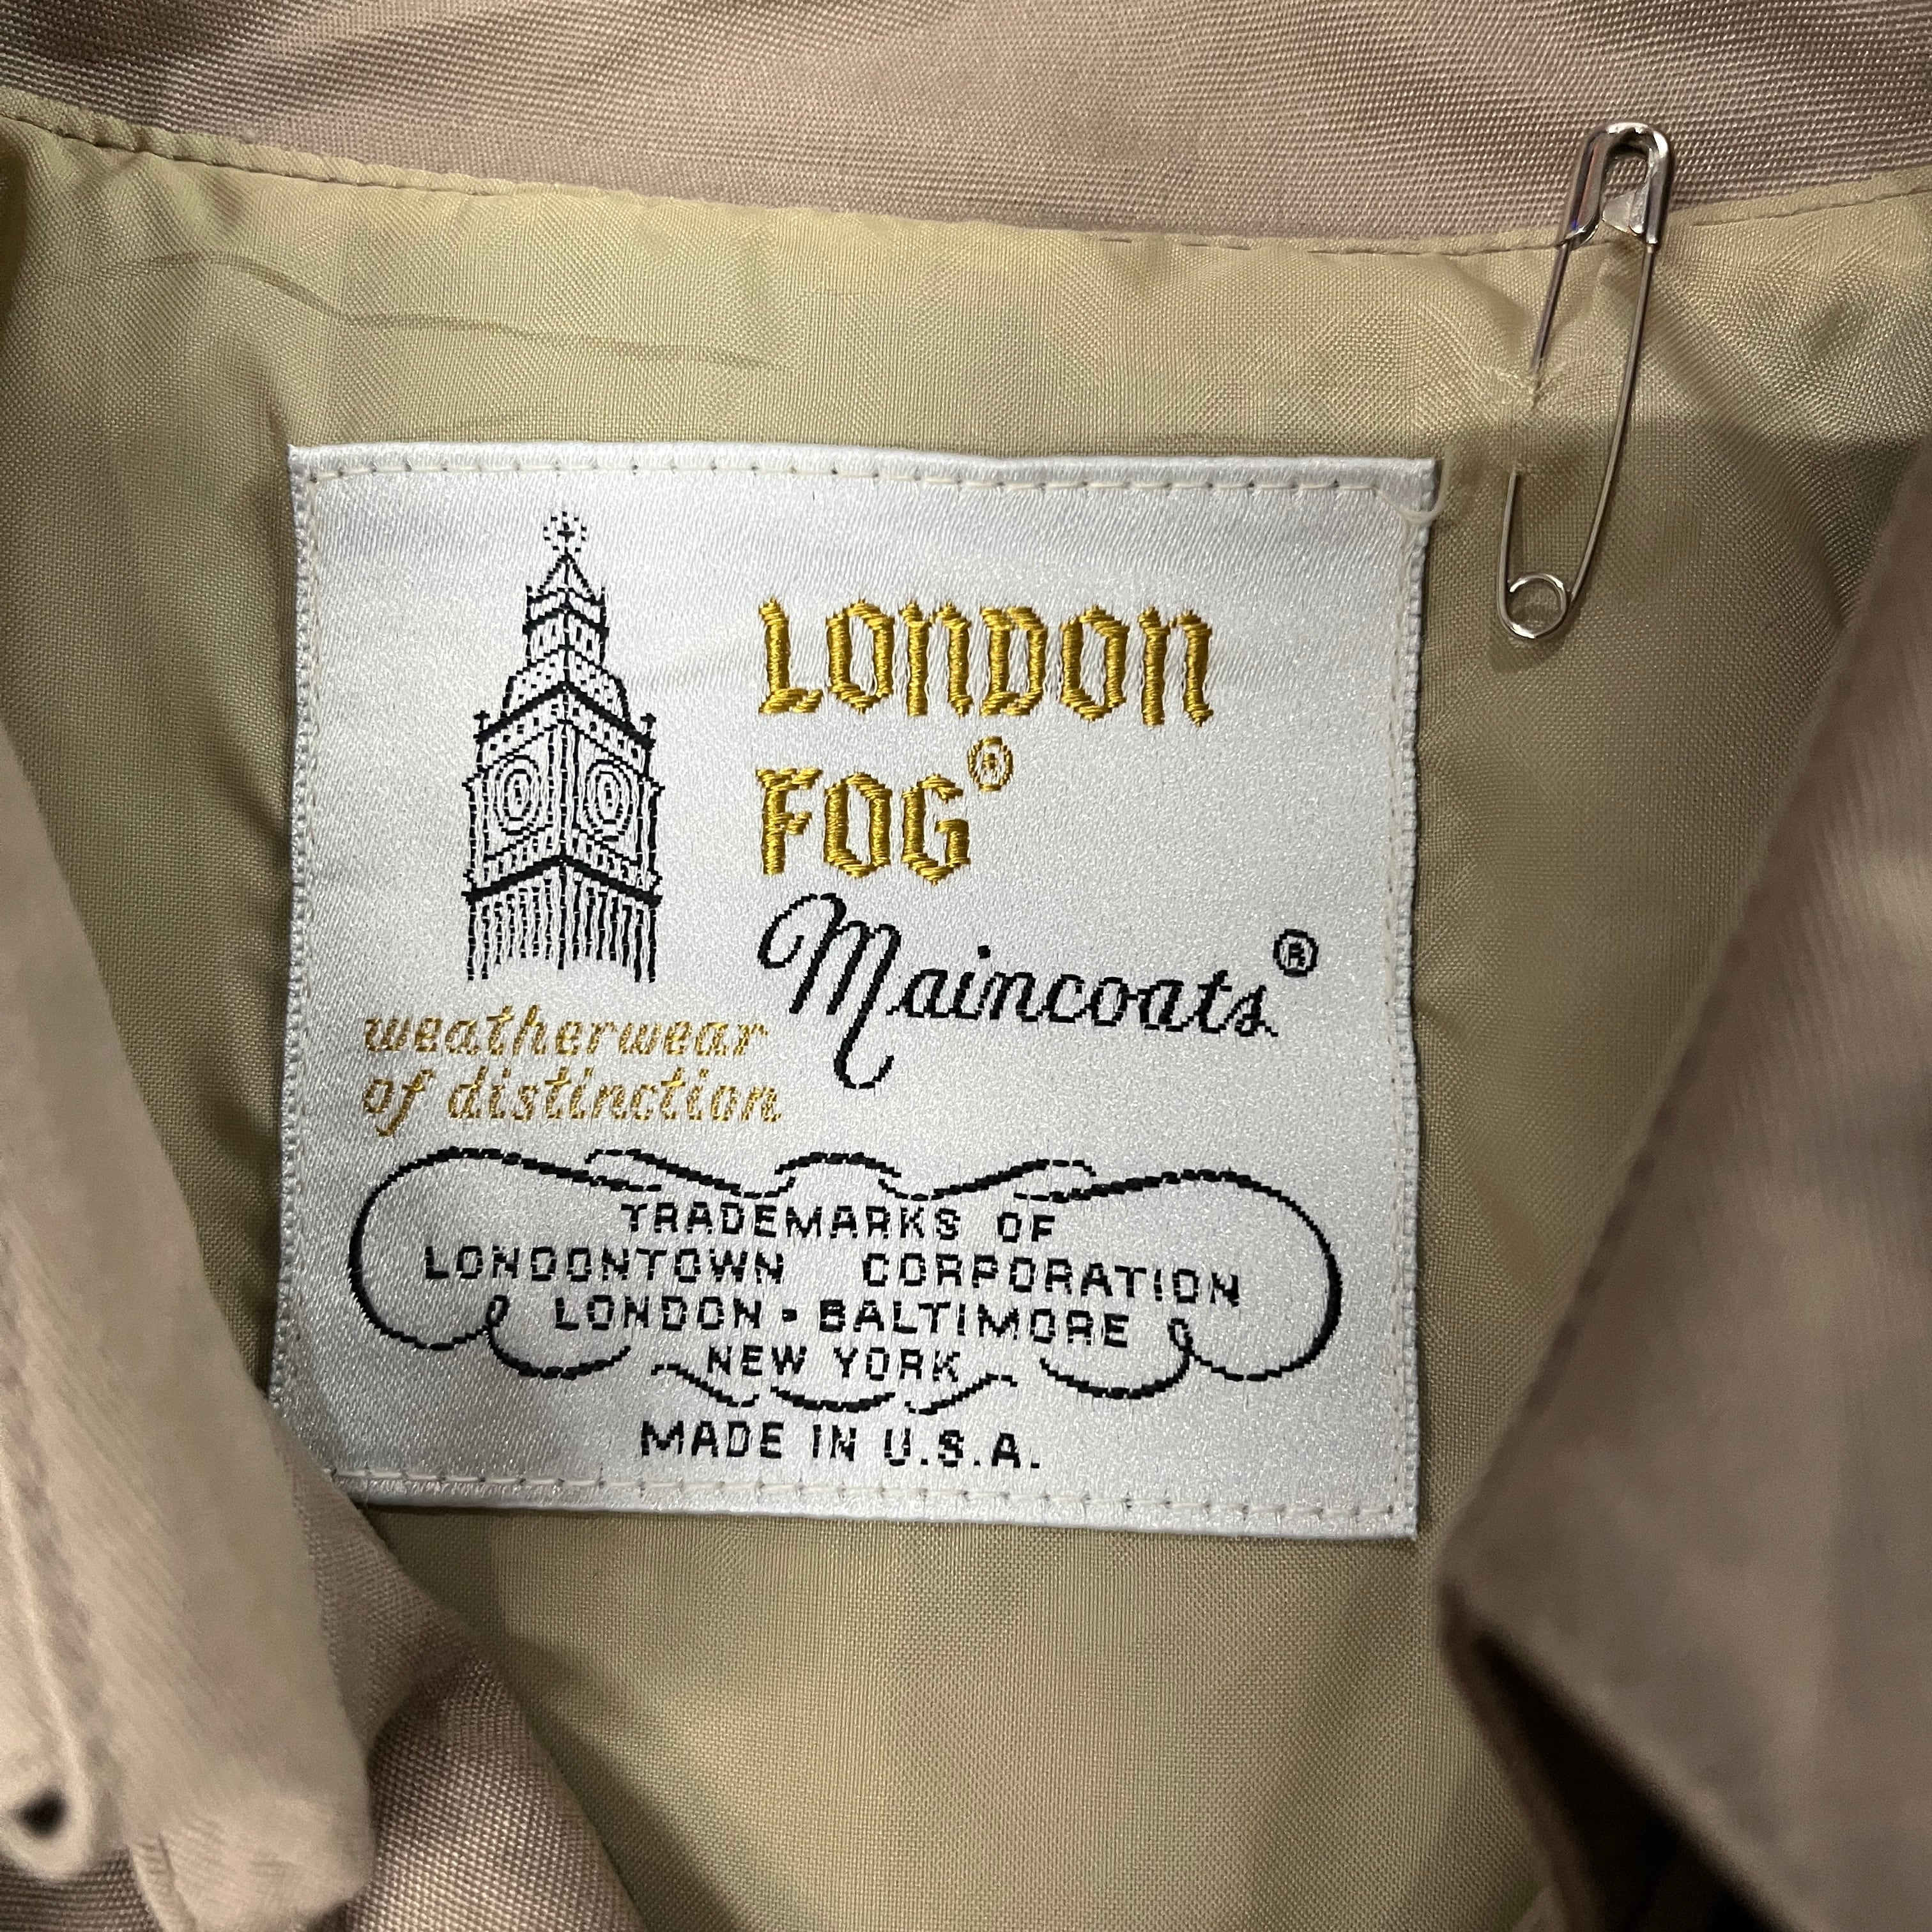 LONDON
FOG®
Maincoats®
weatherwear
of distinction
TRADEMARKS OF
LONDONTOWN CORPORATION
LONDON • BALTIMORE
NEW YORK
MADE IN U.S.A.